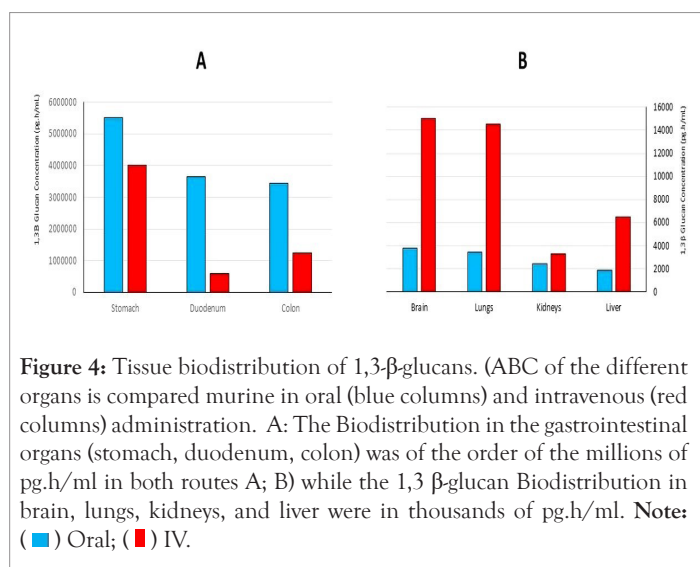 A
B
1,3B Glucan Concentration (pg.h/mL)
6000000
5000000
4000000
3000000
2000000
1000000
0
Stomach
Duodenum
Colon
16000
14000
12000
10000
8000
6000
4000
2000
0
1,3 β Glucan Concentration (pg.h/mL)
Brain
Lungs
Kidneys
Liver
Figure 4: Tissue biodistribution of 1,3-β-glucans. (ABC of the different
organs is compared murine in oral (blue columns) and intravenous (red
columns) administration. A: The Biodistribution in the gastrointestinal
organs (stomach, duodenum, colon) was of the order of the millions of
pg.h/ml in both routes A; B) while the 1,3 β-glucan Biodistribution in
brain, lungs, kidneys, and liver were in thousands of pg.h/ml. Note:
( ) Oral; ( ) IV.